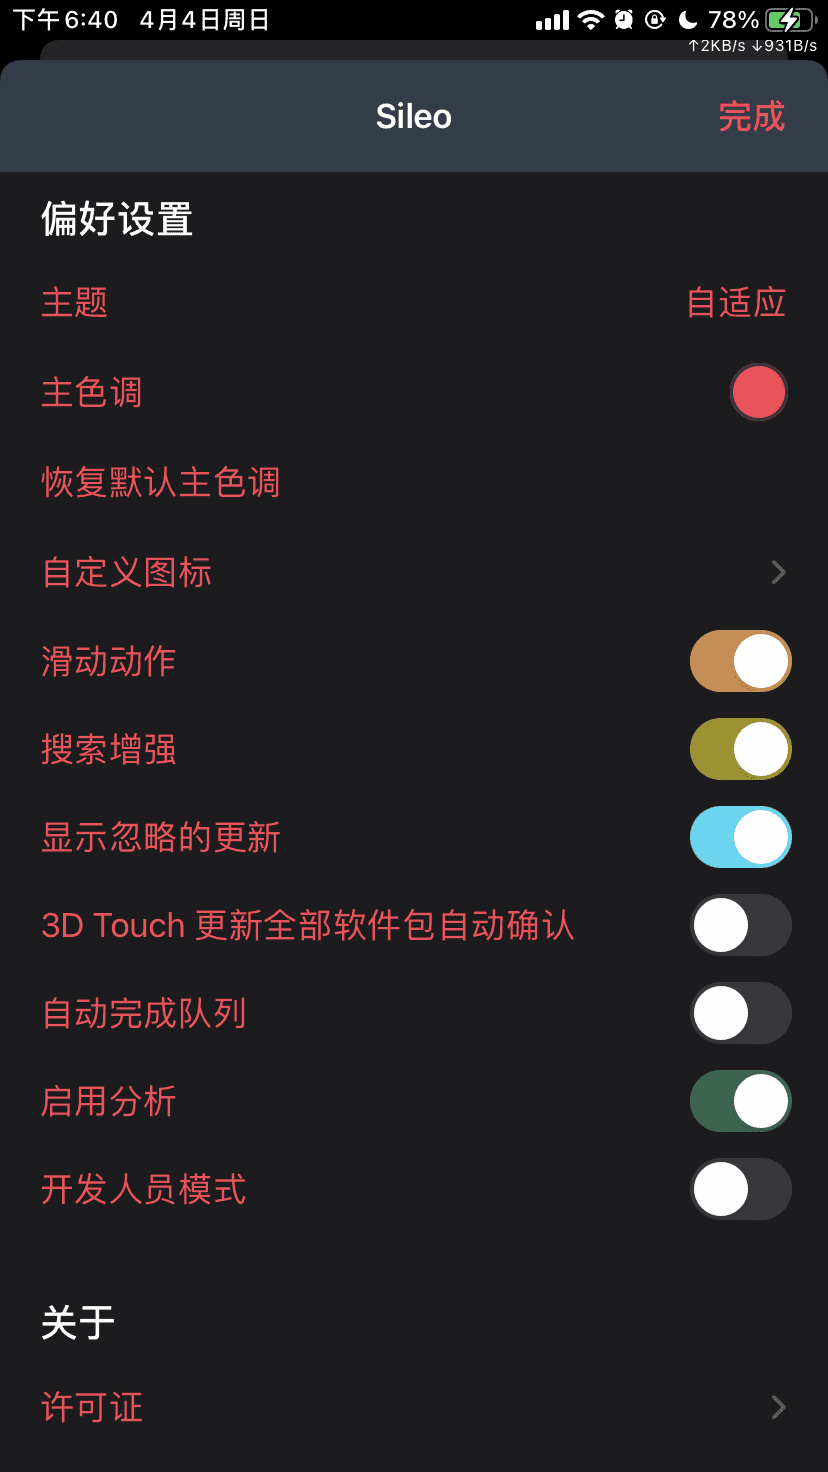 下午6:40 4月4日周日 78%
↑2KB/s ↓931B/s
Sileo 完成
偏好设置
主题 自适应
主色调
恢复默认主色调
自定义图标
滑动动作
搜索增强
显示忽略的更新
3D Touch 更新全部软件包自动确认
自动完成队列
启用分析
开发人员模式
关于
许可证